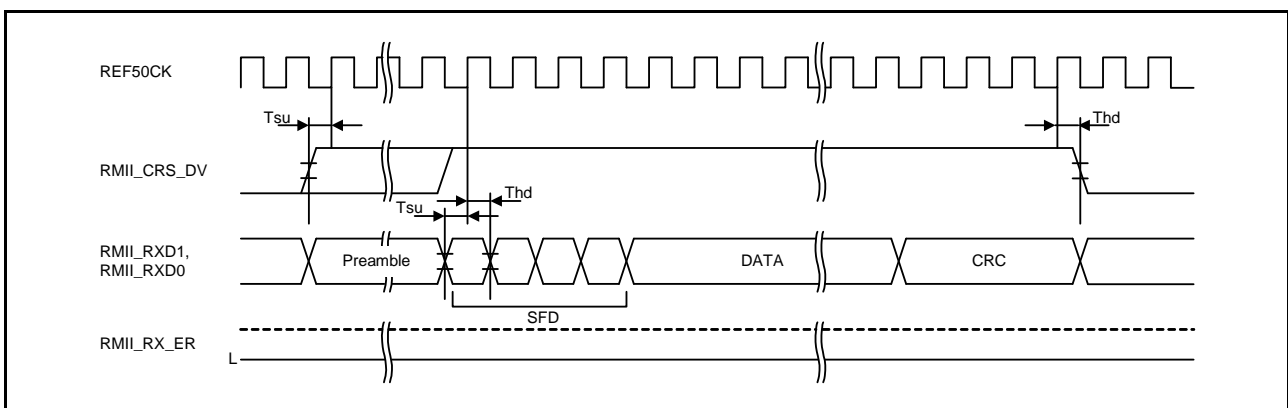 REF50CK
Tsu
Thd
RMII_CRS_DV
Tsu
Thd
RMII_RXD1,
RMII_RXD0
Preamble
DATA
CRC
SFD
RMII_RX_ER
L